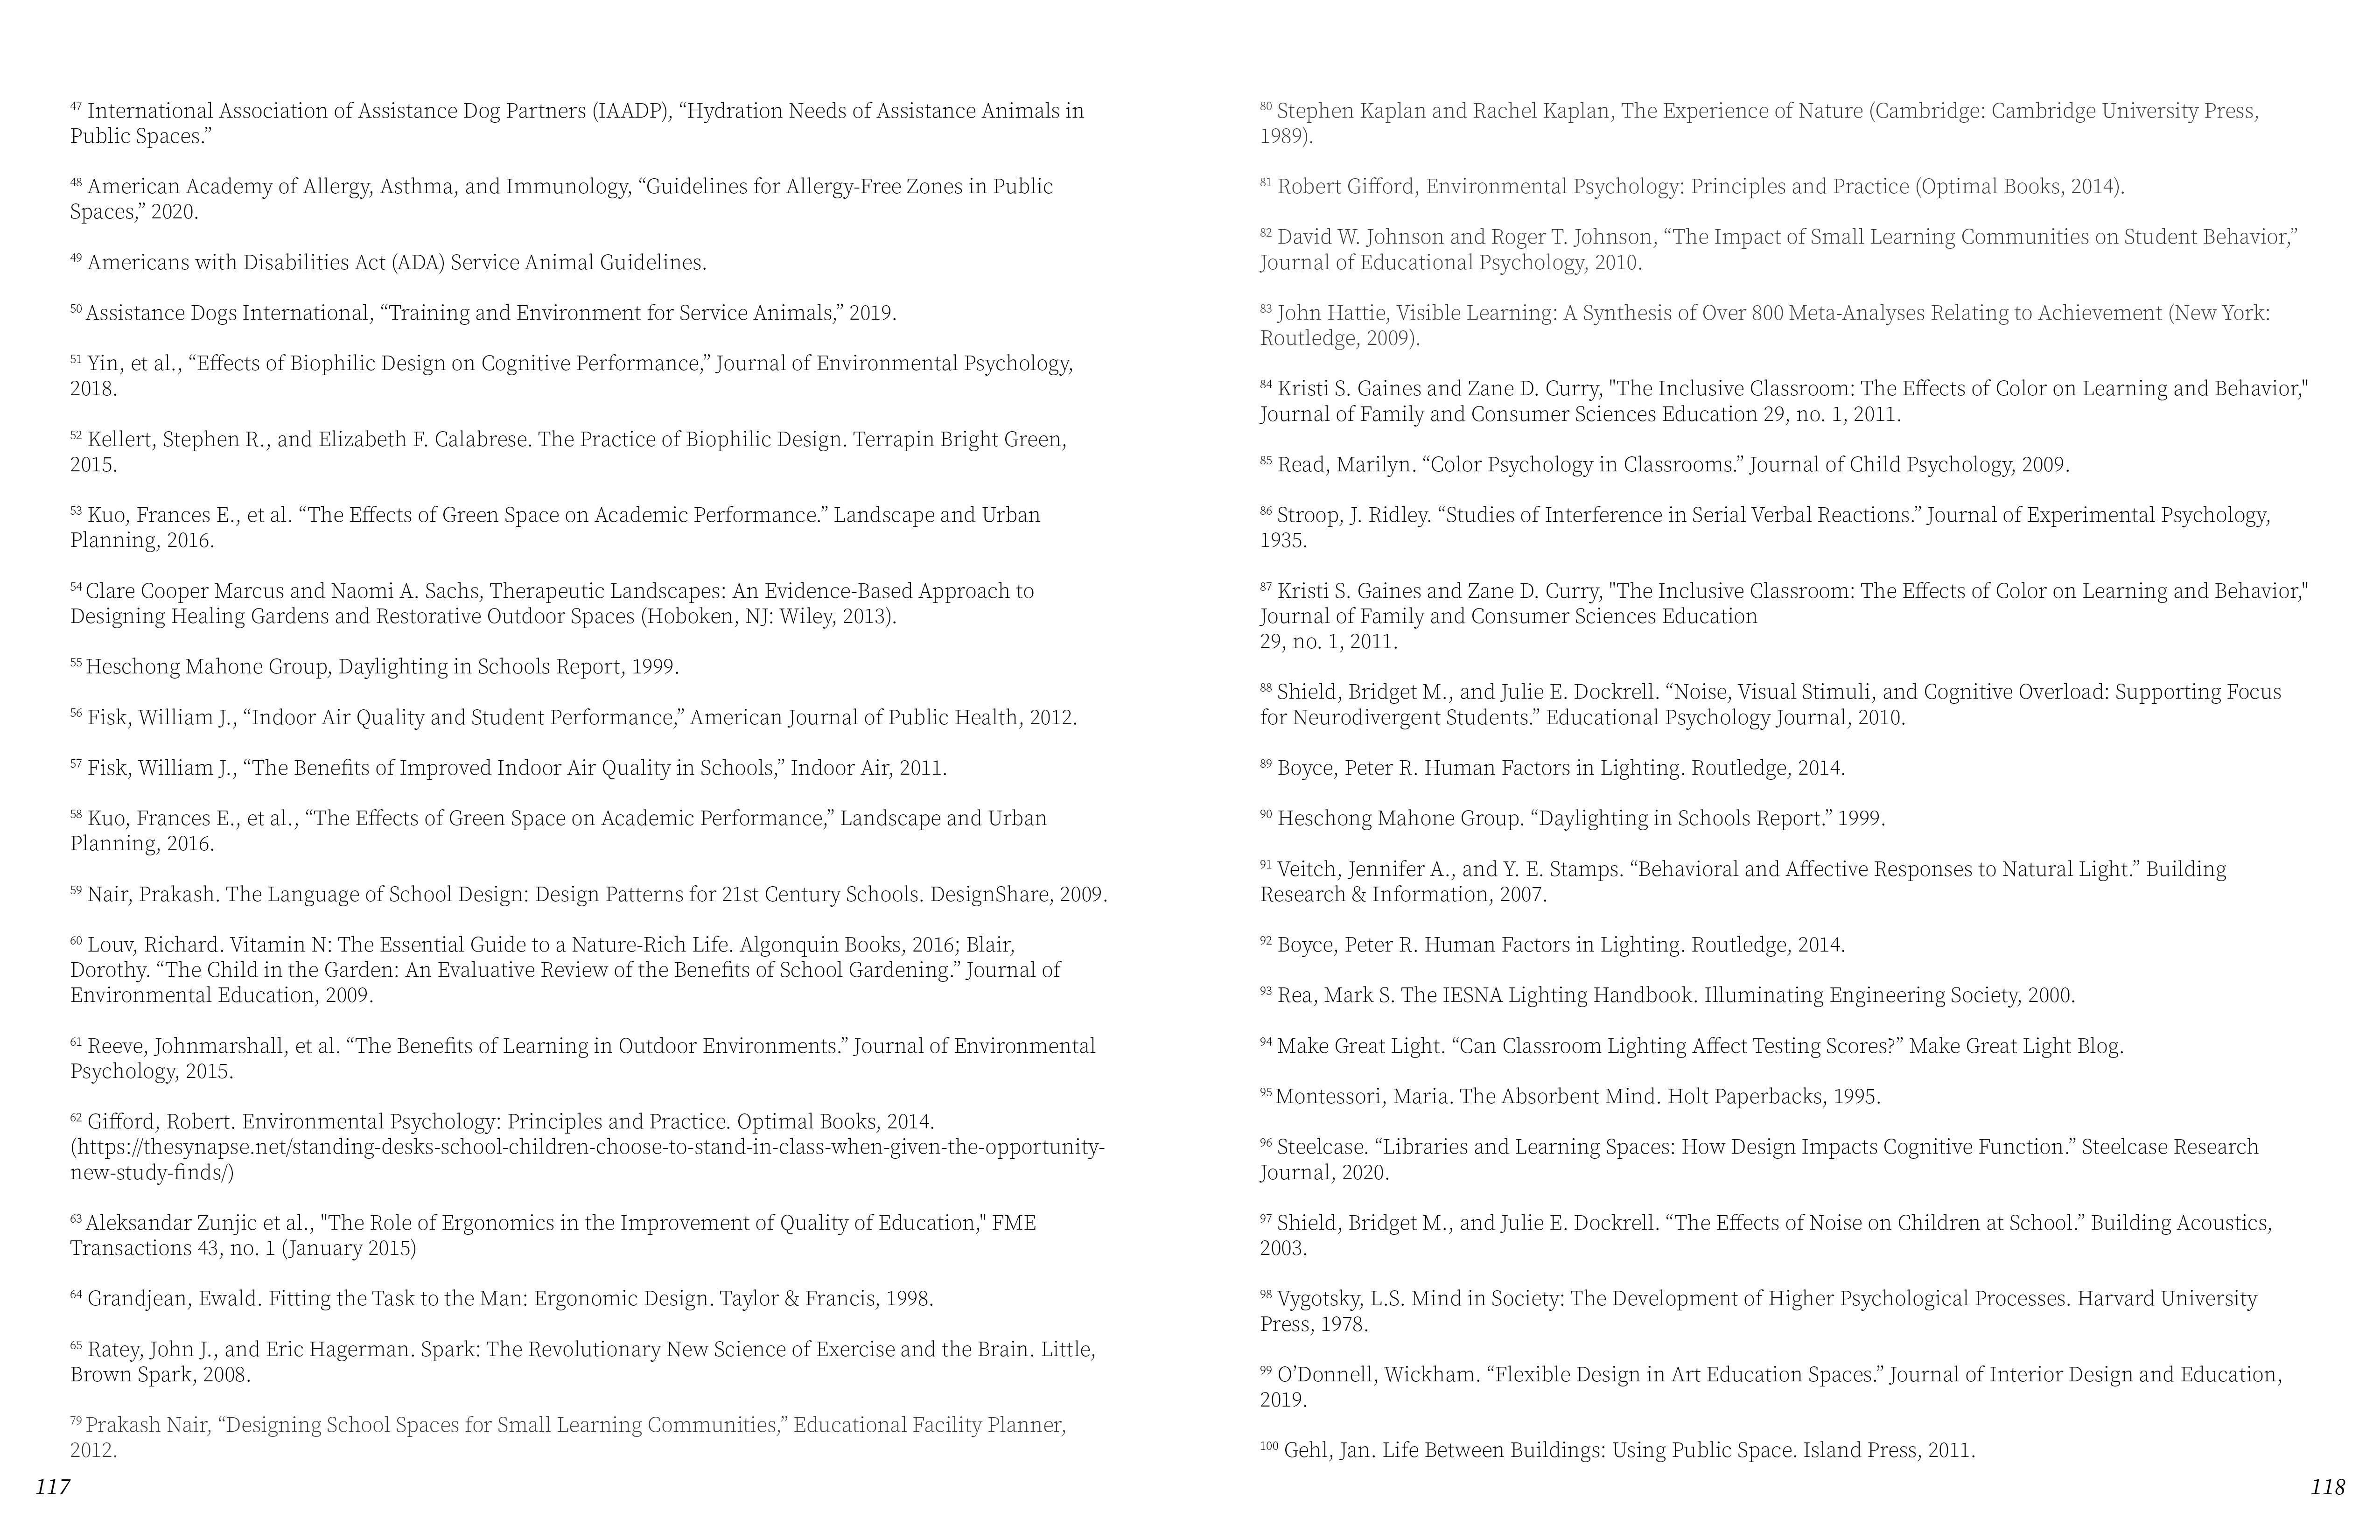 47 International Association of Assistance Dog Partners (IAADP), “Hydration Needs of Assistance Animals in
Public Spaces.”
48 American Academy of Allergy, Asthma, and Immunology, “Guidelines for Allergy-Free Zones in Public
Spaces,” 2020.
49 Americans with Disabilities Act (ADA) Service Animal Guidelines.
50 Assistance Dogs International, “Training and Environment for Service Animals,” 2019.
51 Yin, et al., “Effects of Biophilic Design on Cognitive Performance,” Journal of Environmental Psychology,
2018.
52 Kellert, Stephen R., and Elizabeth F. Calabrese. The Practice of Biophilic Design. Terrapin Bright Green,
2015.
53 Kuo, Frances E., et al. “The Effects of Green Space on Academic Performance.” Landscape and Urban
Planning, 2016.
54 Clare Cooper Marcus and Naomi A. Sachs, Therapeutic Landscapes: An Evidence-Based Approach to
Designing Healing Gardens and Restorative Outdoor Spaces (Hoboken, NJ: Wiley, 2013).
55 Heschong Mahone Group, Daylighting in Schools Report, 1999.
56 Fisk, William J., “Indoor Air Quality and Student Performance,” American Journal of Public Health, 2012.
57 Fisk, William J., “The Benefits of Improved Indoor Air Quality in Schools,” Indoor Air, 2011.
58 Kuo, Frances E., et al., “The Effects of Green Space on Academic Performance,” Landscape and Urban
Planning, 2016.
59 Nair, Prakash. The Language of School Design: Design Patterns for 21st Century Schools. DesignShare, 2009.
60 Louv, Richard. Vitamin N: The Essential Guide to a Nature-Rich Life. Algonquin Books, 2016; Blair,
Dorothy. “The Child in the Garden: An Evaluative Review of the Benefits of School Gardening.” Journal of
Environmental Education, 2009.
61 Reeve, Johnmarshall, et al. “The Benefits of Learning in Outdoor Environments.” Journal of Environmental
Psychology, 2015.
62 Gifford, Robert. Environmental Psychology: Principles and Practice. Optimal Books, 2014.
(https://thesynapse.net/standing-desks-school-children-choose-to-stand-in-class-when-given-the-opportunity-
new-study-finds/)
63 Aleksandar Zunjic et al., "The Role of Ergonomics in the Improvement of Quality of Education," FME
Transactions 43, no. 1 (January 2015)
64 Grandjean, Ewald. Fitting the Task to the Man: Ergonomic Design. Taylor & Francis, 1998.
65 Ratey, John J., and Eric Hagerman. Spark: The Revolutionary New Science of Exercise and the Brain. Little,
Brown Spark, 2008.
79 Prakash Nair, “Designing School Spaces for Small Learning Communities,” Educational Facility Planner,
2012.
117
80 Stephen Kaplan and Rachel Kaplan, The Experience of Nature (Cambridge: Cambridge University Press,
1989).
81 Robert Gifford, Environmental Psychology: Principles and Practice (Optimal Books, 2014).
82 David W. Johnson and Roger T. Johnson, “The Impact of Small Learning Communities on Student Behavior,”
Journal of Educational Psychology, 2010.
83 John Hattie, Visible Learning: A Synthesis of Over 800 Meta-Analyses Relating to Achievement (New York:
Routledge, 2009).
84 Kristi S. Gaines and Zane D. Curry, "The Inclusive Classroom: The Effects of Color on Learning and Behavior,"
Journal of Family and Consumer Sciences Education 29, no. 1, 2011.
85 Read, Marilyn. “Color Psychology in Classrooms.” Journal of Child Psychology, 2009.
86 Stroop, J. Ridley. “Studies of Interference in Serial Verbal Reactions.” Journal of Experimental Psychology,
1935.
87 Kristi S. Gaines and Zane D. Curry, "The Inclusive Classroom: The Effects of Color on Learning and Behavior,"
Journal of Family and Consumer Sciences Education
29, no. 1, 2011.
88 Shield, Bridget M., and Julie E. Dockrell. “Noise, Visual Stimuli, and Cognitive Overload: Supporting Focus
for Neurodivergent Students.” Educational Psychology Journal, 2010.
89 Boyce, Peter R. Human Factors in Lighting. Routledge, 2014.
90 Heschong Mahone Group. “Daylighting in Schools Report.” 1999.
91 Veitch, Jennifer A., and Y. E. Stamps. “Behavioral and Affective Responses to Natural Light.” Building
Research & Information, 2007.
92 Boyce, Peter R. Human Factors in Lighting. Routledge, 2014.
93 Rea, Mark S. The IESNA Lighting Handbook. Illuminating Engineering Society, 2000.
94 Make Great Light. “Can Classroom Lighting Affect Testing Scores?” Make Great Light Blog.
95 Montessori, Maria. The Absorbent Mind. Holt Paperbacks, 1995.
96 Steelcase. “Libraries and Learning Spaces: How Design Impacts Cognitive Function.” Steelcase Research
Journal, 2020.
97 Shield, Bridget M., and Julie E. Dockrell. “The Effects of Noise on Children at School.” Building Acoustics,
2003.
98 Vygotsky, L.S. Mind in Society: The Development of Higher Psychological Processes. Harvard University
Press, 1978.
99 O’Donnell, Wickham. “Flexible Design in Art Education Spaces.” Journal of Interior Design and Education,
2019.
100 Gehl, Jan. Life Between Buildings: Using Public Space. Island Press, 2011.
118